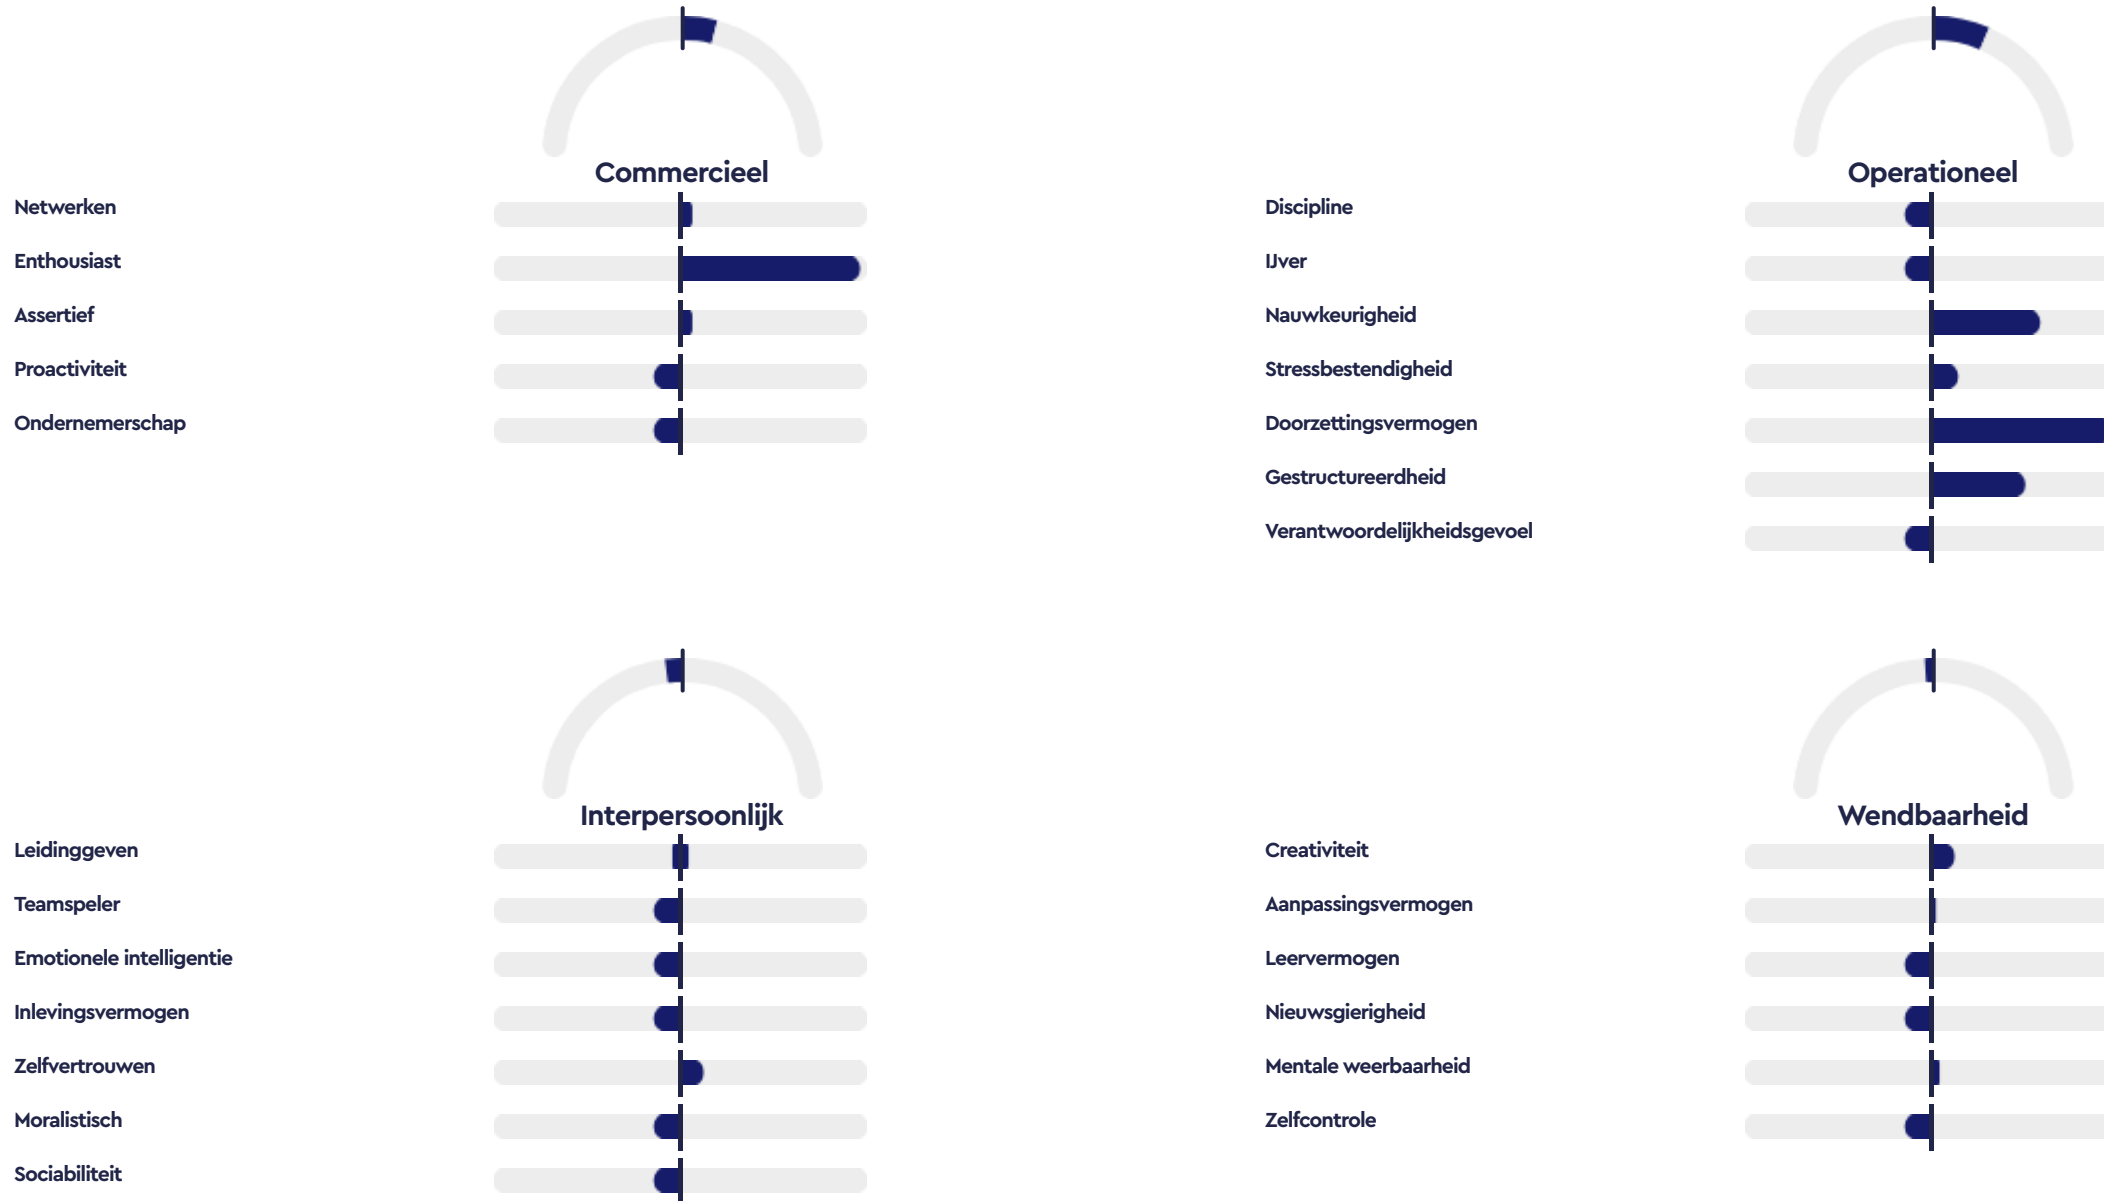 Commercieel
Netwerken
Enthousiast
Assertief
Proactiviteit
Ondernemerschap
Operationeel
Discipline
IJver
Nauwkeurigheid
Stressbestendigheid
Doorzettingsvermogen
Gestructureerdheid
Verantwoordelijkheidsgevoel
Interpersoonlijk
Leidinggeven
Teamspeler
Emotionele intelligentie
Inlevingsvermogen
Zelfvertrouwen
Moralistisch
Sociabiliteit
Wendbaarheid
Creativiteit
Aanpassingsvermogen
Leervermogen
Nieuwsgierigheid
Mentale weerbaarheid
Zelfcontrole